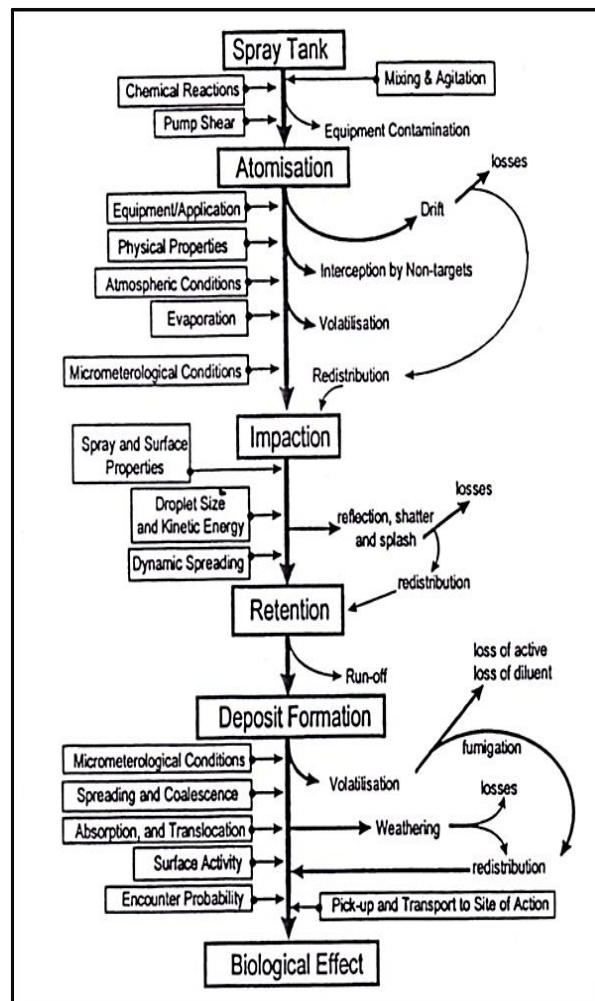 Spray Tank
Mixing & Agitation
Chemical Reactions
Pump Shear
Equipment Contamination
Atomisation
losses
Equipment/Application
Drift
Physical Properties
Interception by Non-targets
Atmospheric Conditions
Evaporation
Volatilisation
Micrometerological Conditions
Redistribution
Impaction
Spray and Surface
Properties
losses
Droplet Size
and Kinetic Energy
reflection, shatter
and splash
Dynamic Spreading
redistribution
Retention
loss of active
loss of diluent
Run-off
Deposit Formation
fumigation
Micrometerological Conditions
Volatilisation
Spreading and Coalescence
losses
Absorption, and Translocation
Weathering
Surface Activity
redistribution
Encounter Probability
Pick-up and Transport to Site of Action
Biological Effect